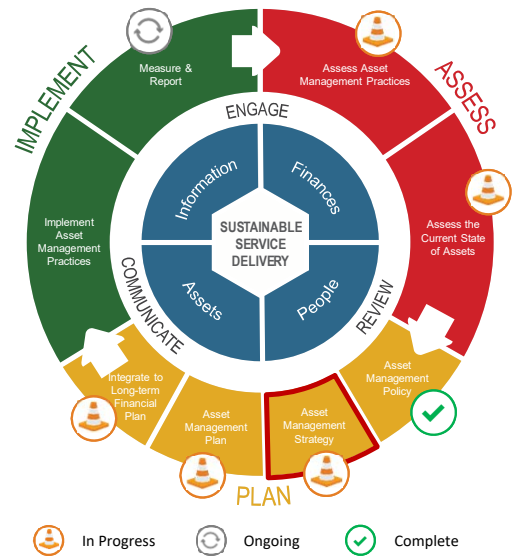 IMPLEMENT
Measure &
Report
Assess Asset
Management Practices
ASSESS
ENGAGE
Information
Finances
SUSTAINABLE
SERVICE
DELIVERY
Assets
People
COMMUNICATE
REVIEW
Implement
Asset
Management
Practices
Assess the
Current State
of Assets
Integrate to
Long-term
Financial
Plan
Asset
Management
Plan
Asset
Management
Strategy
Asset
Management
Policy
PLAN
In Progress
Ongoing
Complete